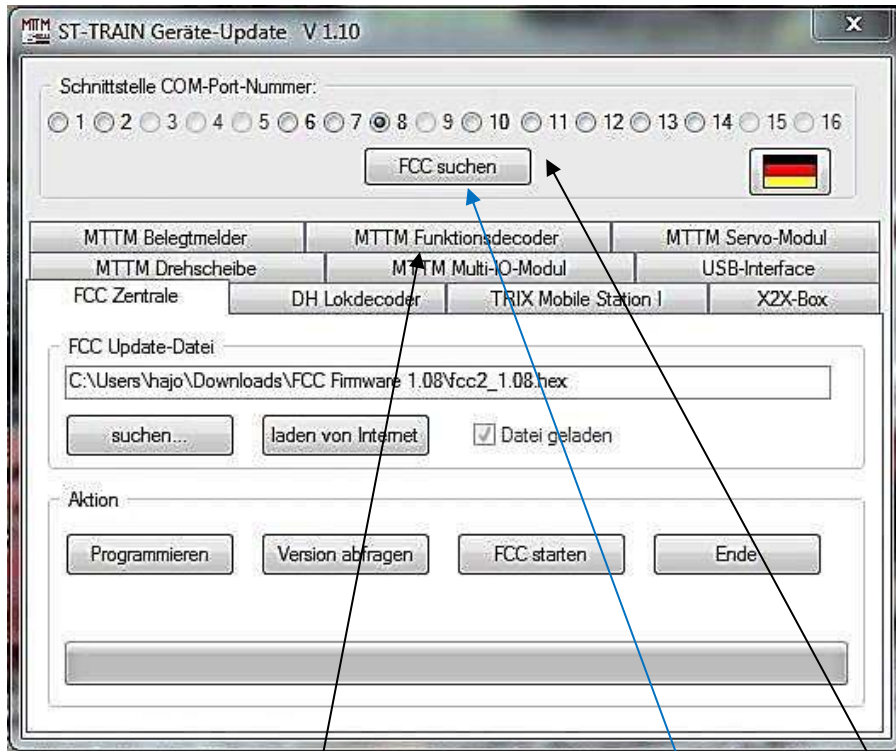 MTTM ST-TRAIN Geräte-Update V 1.10 X
Schnittstelle COM-Port-Nummer:
1 2 3 4 5 6 7 8 9 10 11 12 13 14 15 16
FCC suchen
MTTM Belegtmelder MTTM Funktionsdecoder MTTM Servo-Modul
MTTM Drehscheibe MTTM Multi-IO-Modul USB-Interface
FCC Zentrale DH Lokdecoder TRIX Mobile Station I X2X-Box
FCC Update-Datei
C:\Users\hajo\Downloads\FCC Firmware 1.08\fcc2_1.08.hex
suchen... laden von Internet Datei geladen
Aktion
Programmieren Version abfragen FCC starten Ende